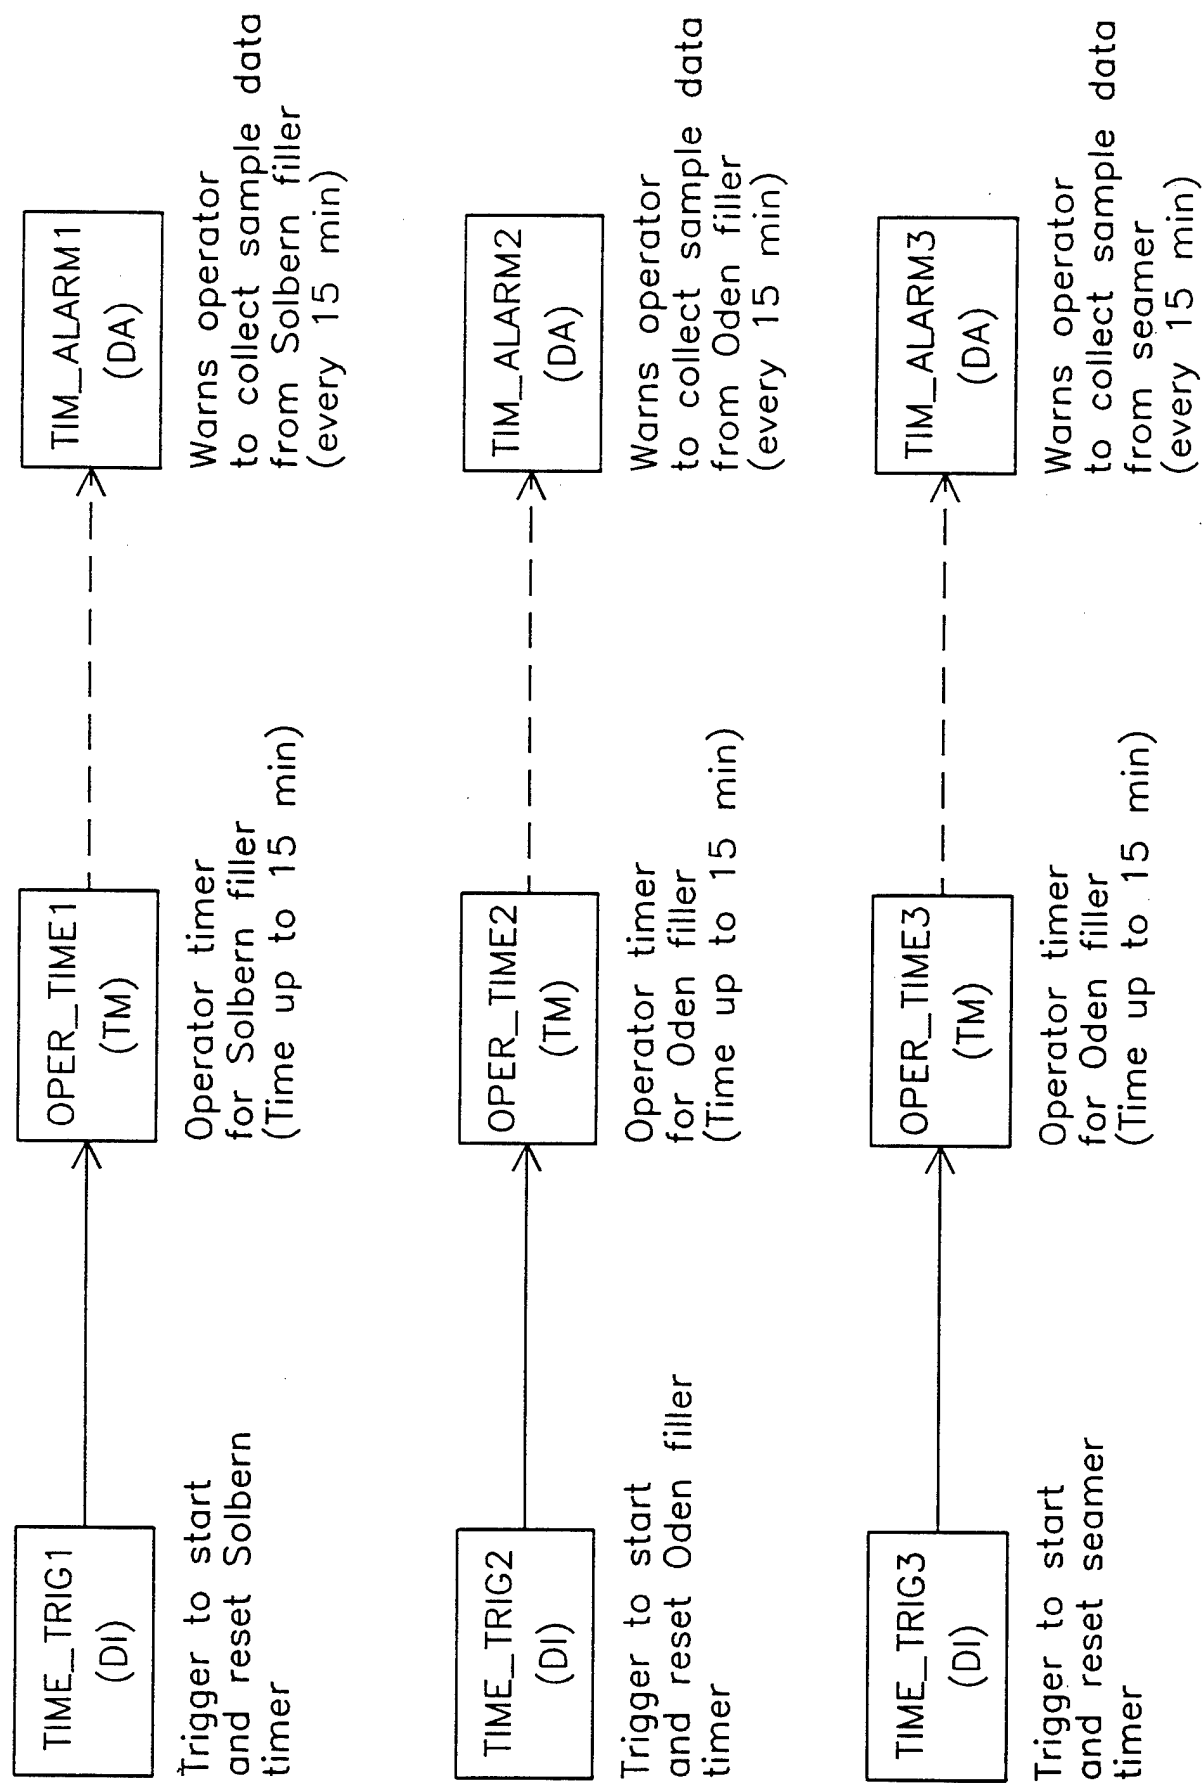 TIME_TRIG1
(DI)
Trigger to start
and reset Solbern
timer
OPER_TIME1
(TM)
Operator timer
for Solbern filler
(Time up to 15 min)
TIM_ALARM1
(DA)
Warns operator
to collect sample data
from Solbern filler
(every 15 min)
TIME_TRIG2
(DI)
Trigger to start
and reset Oden filler
timer
OPER_TIME2
(TM)
Operator timer
for Oden filler
(Time up to 15 min)
TIM_ALARM2
(DA)
Warns operator
to collect sample data
from Oden filler
(every 15 min)
TIME_TRIG3
(DI)
Trigger to start
and reset seamer
timer
OPER_TIME3
(TM)
Operator timer
for Oden filler
(Time up to 15 min)
TIM_ALARM3
(DA)
Warns operator
to collect sample data
from seamer
(every 15 min)